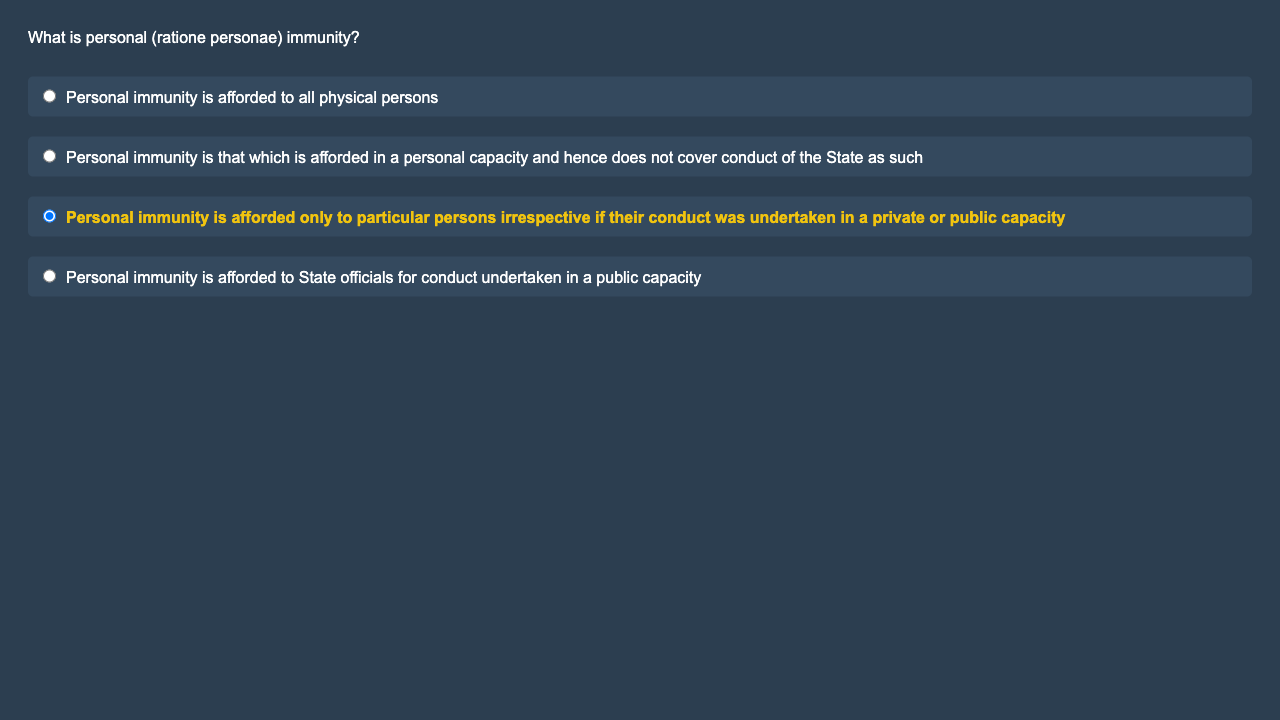 What is personal (ratione personae) immunity?
Personal immunity is afforded to all physical persons
Personal immunity is that which is afforded in a personal capacity and hence does not cover conduct of the State as such
Personal immunity is afforded only to particular persons irrespective if their conduct was undertaken in a private or public capacity
Personal immunity is afforded to State officials for conduct undertaken in a public capacity